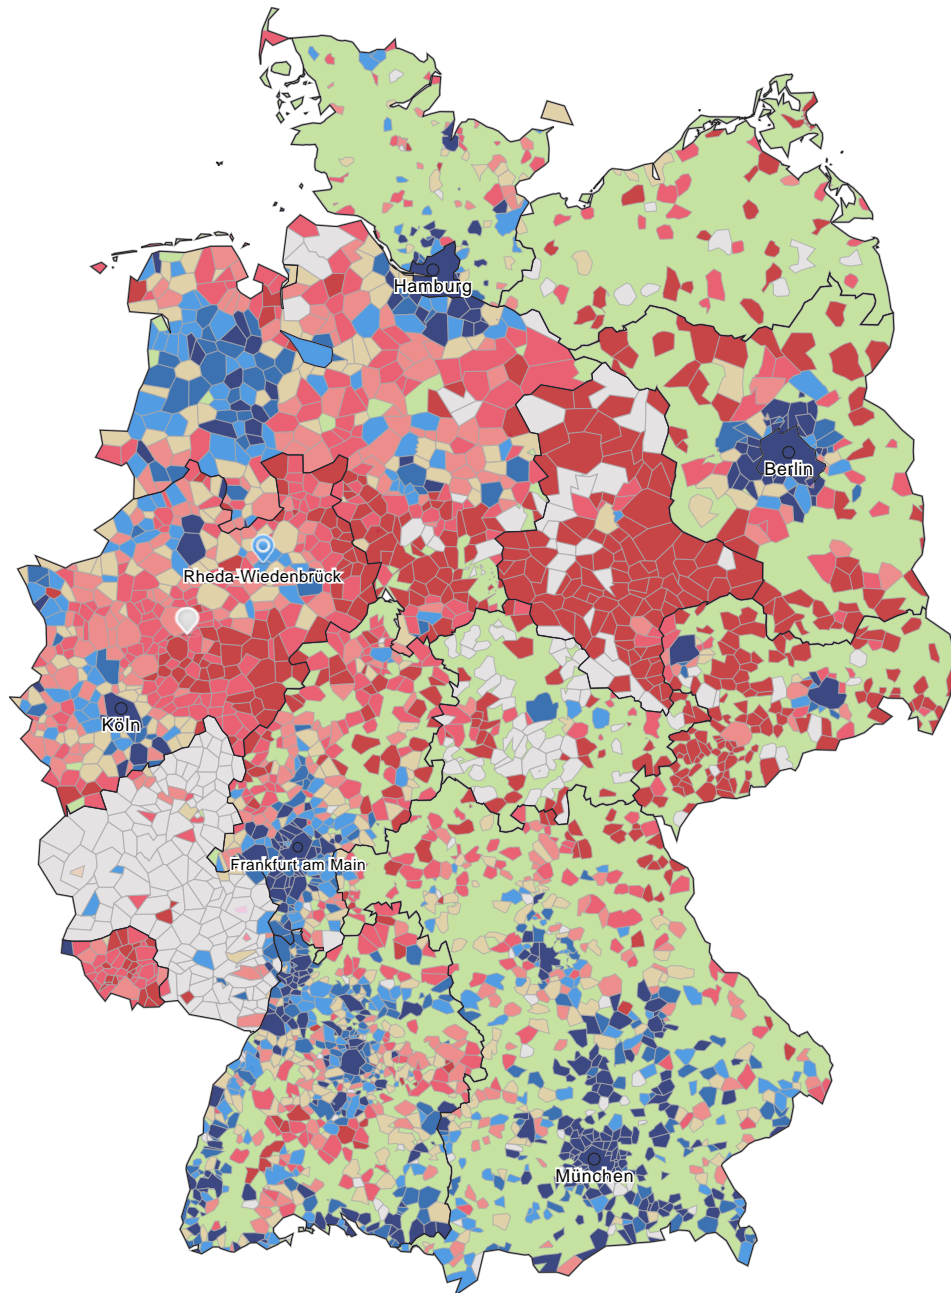 Hamburg
Berlin
Rheda-Wiedenbrück
Köln
Frankfurt am Main
München